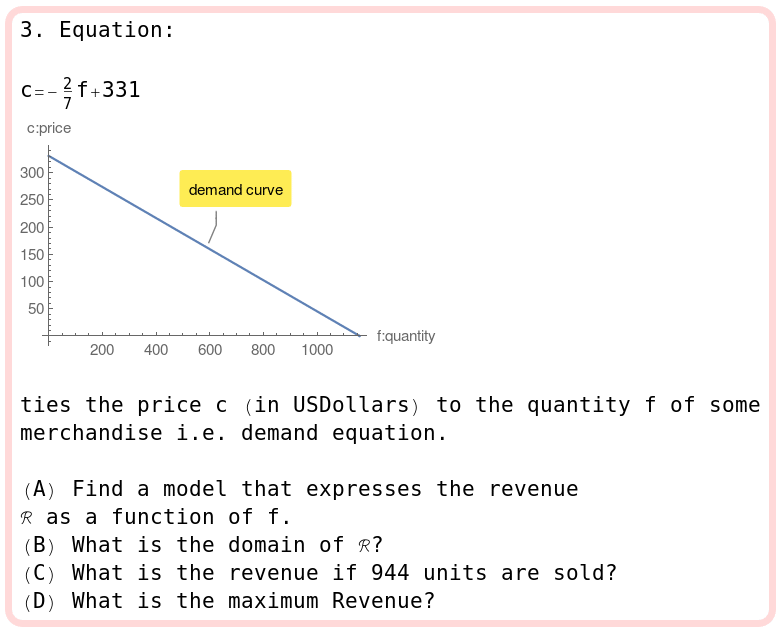 3. Equation:
c=-2/7 f+331
c:price
demand curve
300
250
200
150
100
50
200 400 600 800 1000
f:quantity
ties the price c (in USDollars) to the quantity f of some
merchandise i.e. demand equation.
(A) Find a model that expresses the revenue
ℛ as a function of f.
(B) What is the domain of ℛ?
(C) What is the revenue if 944 units are sold?
(D) What is the maximum Revenue?